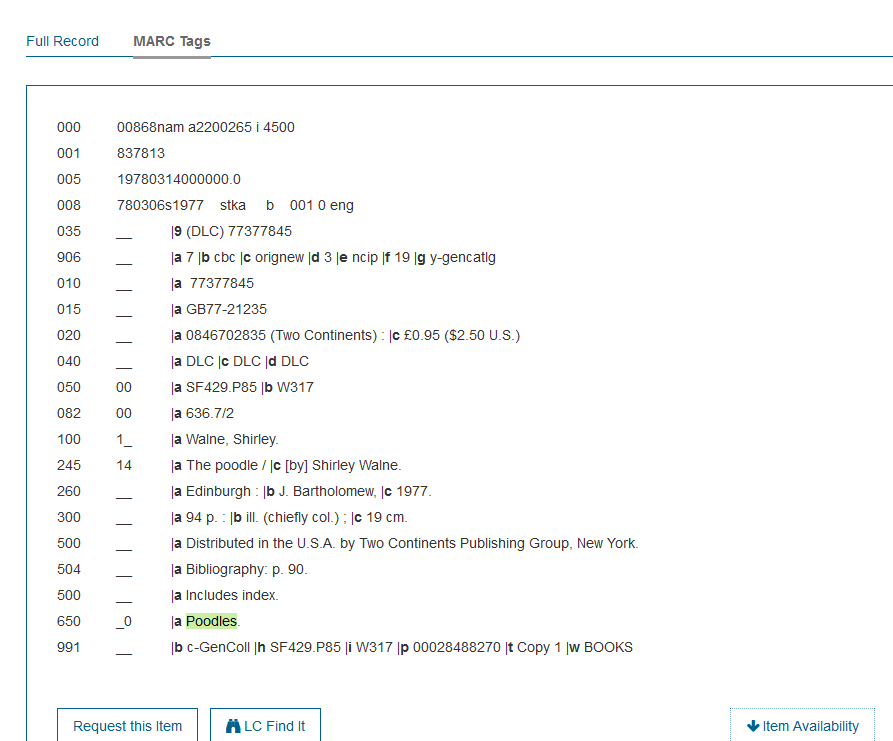 Full Record MARC Tags
000 00868nam a2200265 i 4500
001 837813
005 19780314000000.0
008 780306s1977 stka b 001 0 eng
035 __ |9 (DLC) 77377845
906 __ |a 7 |b cbc |c orignew |d 3 |e ncip |f 19 |g y-gencatlg
010 __ |a 77377845
015 __ |a GB77-21235
020 __ |a 0846702835 (Two Continents) : |c £0.95 ($2.50 U.S.)
040 __ |a DLC |c DLC |d DLC
050 00 |a SF429.P85 |b W317
082 00 |a 636.7/2
100 1_ |a Walne, Shirley.
245 14 |a The poodle / |c [by] Shirley Walne.
260 __ |a Edinburgh : |b J. Bartholomew, |c 1977.
300 __ |a 94 p. : |b ill. (chiefly col.) ; |c 19 cm.
500 __ |a Distributed in the U.S.A. by Two Continents Publishing Group, New York.
504 __ |a Bibliography: p. 90.
500 __ |a Includes index.
650 _0 |a Poodles.
991 __ |b c-GenColl |h SF429.P85 |i W317 |p 00028488270 |t Copy 1 |w BOOKS
Request this Item LC Find It Item Availability